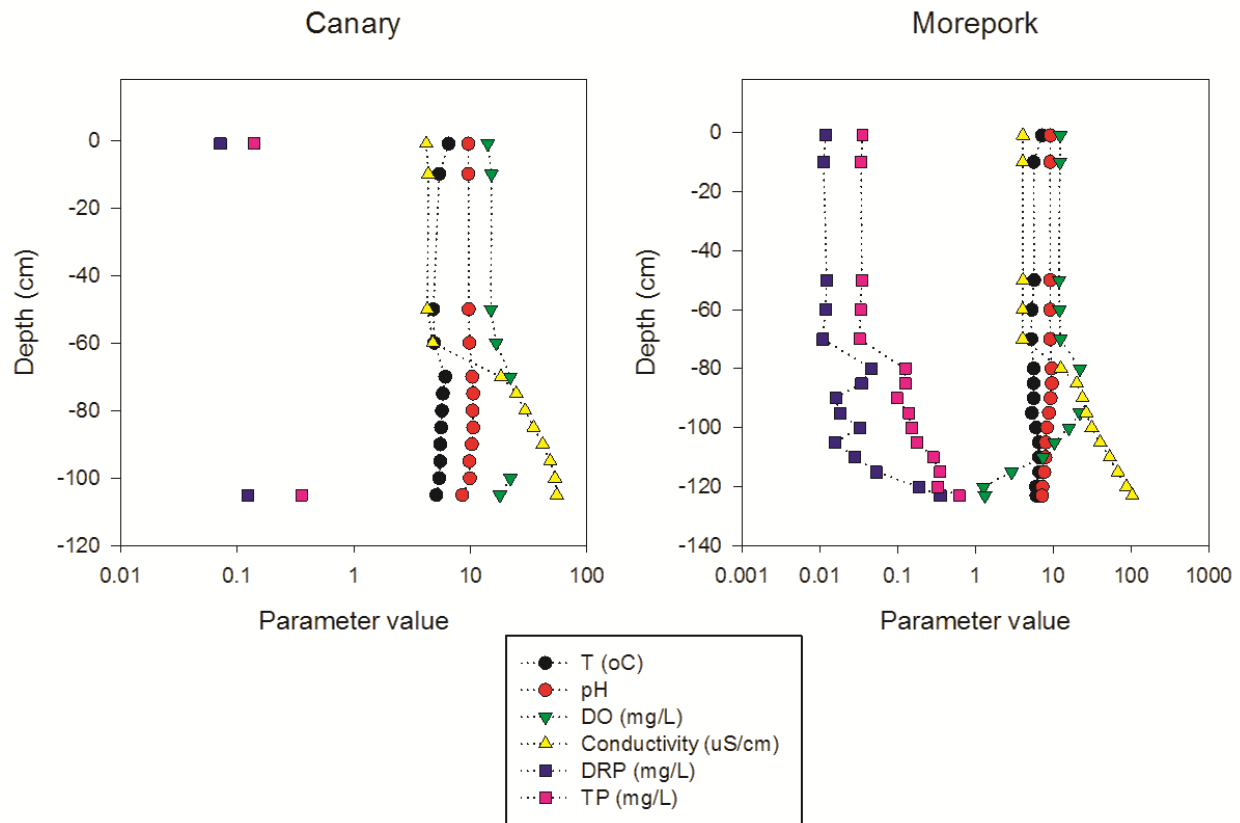 Canary
Morepork
0
-20
-40
-60
-80
-100
-120
Depth (cm)
0.01 0.1 1 10 100
Parameter value
0
-20
-40
-60
-80
-100
-120
-140
Depth (cm)
0.001 0.01 0.1 1 10 100 1000
Parameter value
T (oC)
pH
DO (mg/L)
Conductivity (uS/cm)
DRP (mg/L)
TP (mg/L)